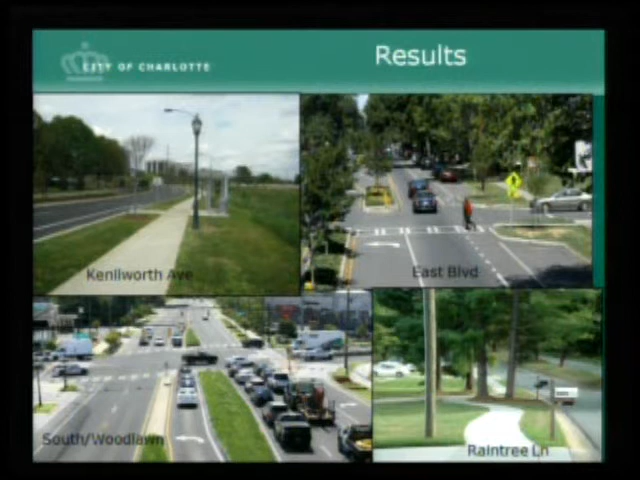 CITY OF CHARLOTTE
Results
Kenilworth Ave
East Blvd
South/Woodlawn
Raintree Ln